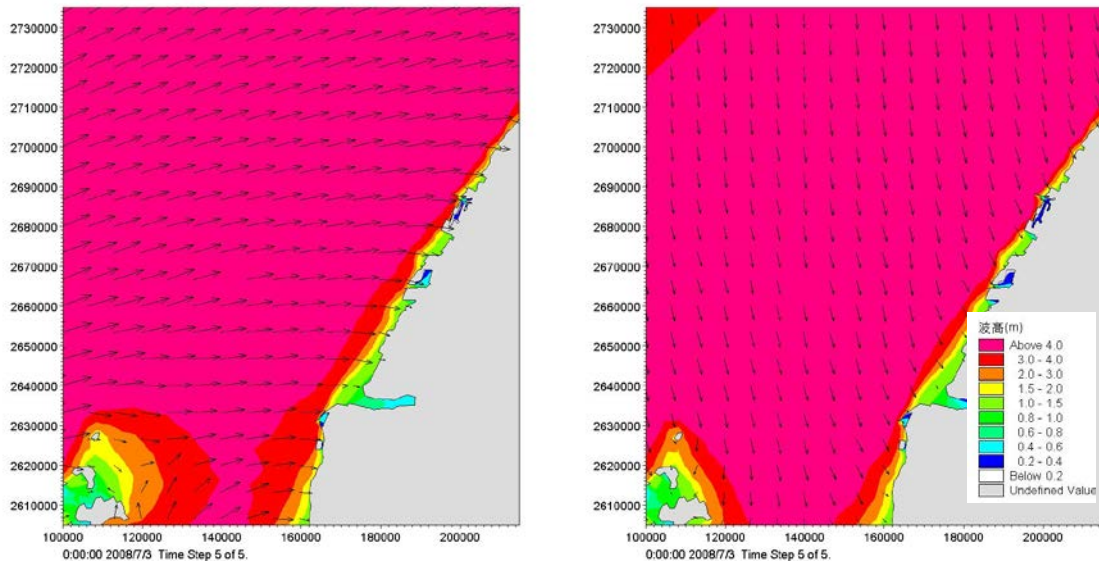 2730000
2720000
2710000
2700000
2690000
2680000
2670000
2660000
2650000
2640000
2630000
2620000
2610000
100000 120000 140000 160000 180000 200000
0:00:00 2008/7/3 Time Step 5 of 5.
2730000
2720000
2710000
2700000
2690000
2680000
2670000
2660000
2650000
2640000
2630000
2620000
2610000
100000 120000 140000 160000 180000 200000
0:00:00 2008/7/3 Time Step 5 of 5.
波高(m)
Above 4.0
3.0 - 4.0
2.0 - 3.0
1.5 - 2.0
1.0 - 1.5
0.8 - 1.0
0.6 - 0.8
0.4 - 0.6
0.2 - 0.4
Below 0.2
Undefined Value